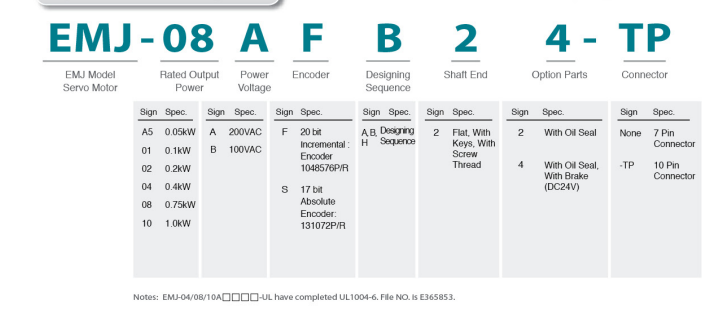 EMJ - 08 A F B 2 4 - TP
EMJ Model Servo Motor
Rated Output Power
Power Voltage
Encoder
Designing Sequence
Shaft End
Option Parts
Connector
Sign Spec.
A5 0.05kW
01 0.1kW
02 0.2kW
04 0.4kW
08 0.75kW
10 1.0kW
Sign Spec.
A 200VAC
B 100VAC
Sign Spec.
F 20 bit
Incremental :
Encoder
1048576P/R
S 17 bit
Absolute
Encoder:
131072P/R
Sign Spec.
A, B, Designing
H Sequence
Sign Spec.
2 Flat, With
Keys, With
Screw
Thread
Sign Spec.
2 With Oil Seal
4 With Oil Seal,
With Brake
(DC24V)
Sign Spec.
None 7 Pin
Connector
-TP 10 Pin
Connector
Notes: EMJ-04/08/10A□□□□-UL have completed UL1004-6. File NO. is E365853.